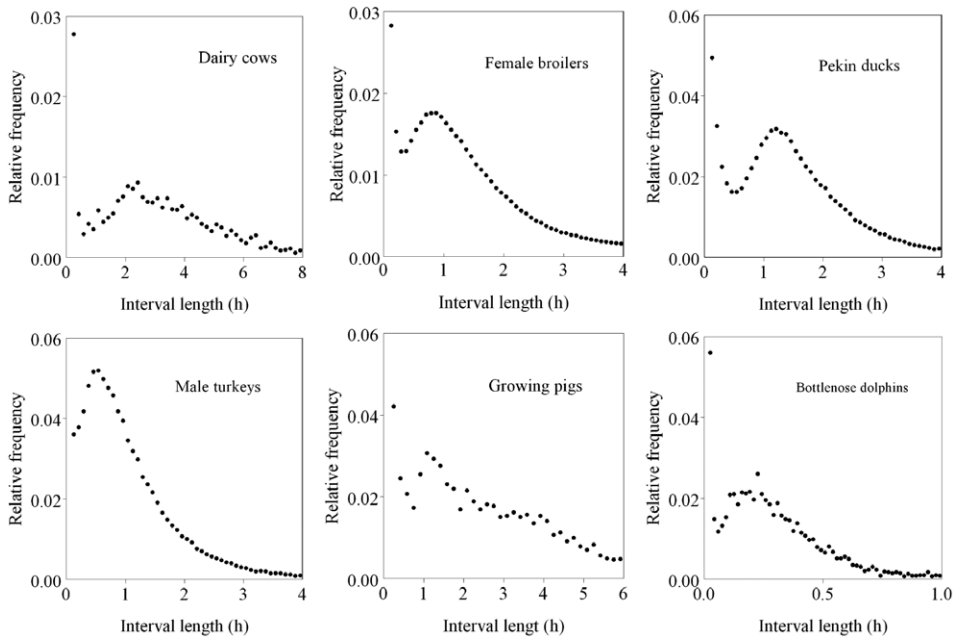 Dairy cows
Relative frequency
0.03
0.02
0.01
0.00
0 2 4 6 8
Interval length (h)
Female broilers
Relative frequency
0.03
0.02
0.01
0.00
0 1 2 3 4
Interval length (h)
Pekin ducks
Relative frequency
0.06
0.04
0.02
0.00
0 1 2 3 4
Interval length (h)
Male turkeys
Relative frequency
0.06
0.04
0.02
0.00
0 1 2 3 4
Interval length (h)
Growing pigs
Relative frequency
0.06
0.04
0.02
0.00
0 1 2 3 4 5 6
Interval lengt (h)
Bottlenose dolphins
Relative frequency
0.06
0.04
0.02
0.00
0.0 0.5 1.0
Interval length (h)